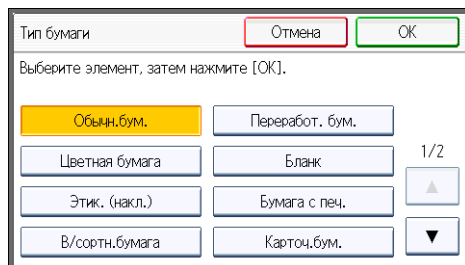 Тип бумаги Отмена OK
Выберите элемент, затем нажмите [OK].
Обычн.бум. Переработ. бум.
Цветная бумага Бланк 1/2
Этик. (накл.) Бумага с печ.
В/сортн.бумага Карточ.бум.